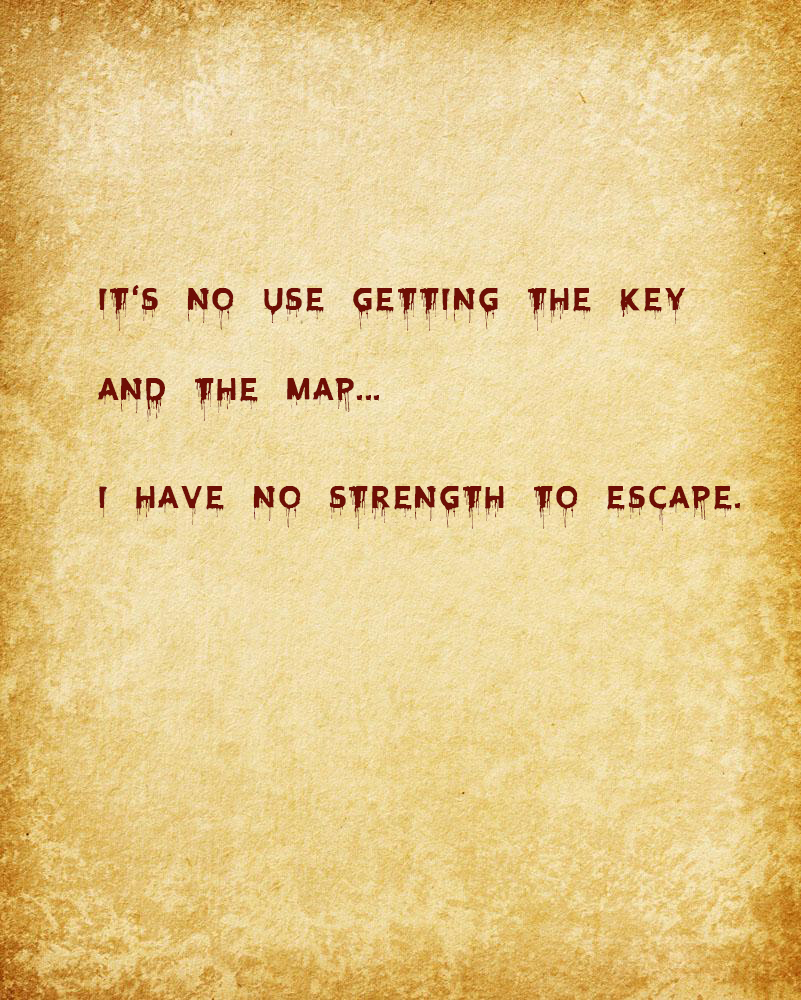 IT'S NO USE GETTING THE KEY
AND THE MAP...
I HAVE NO STRENGTH TO ESCAPE.